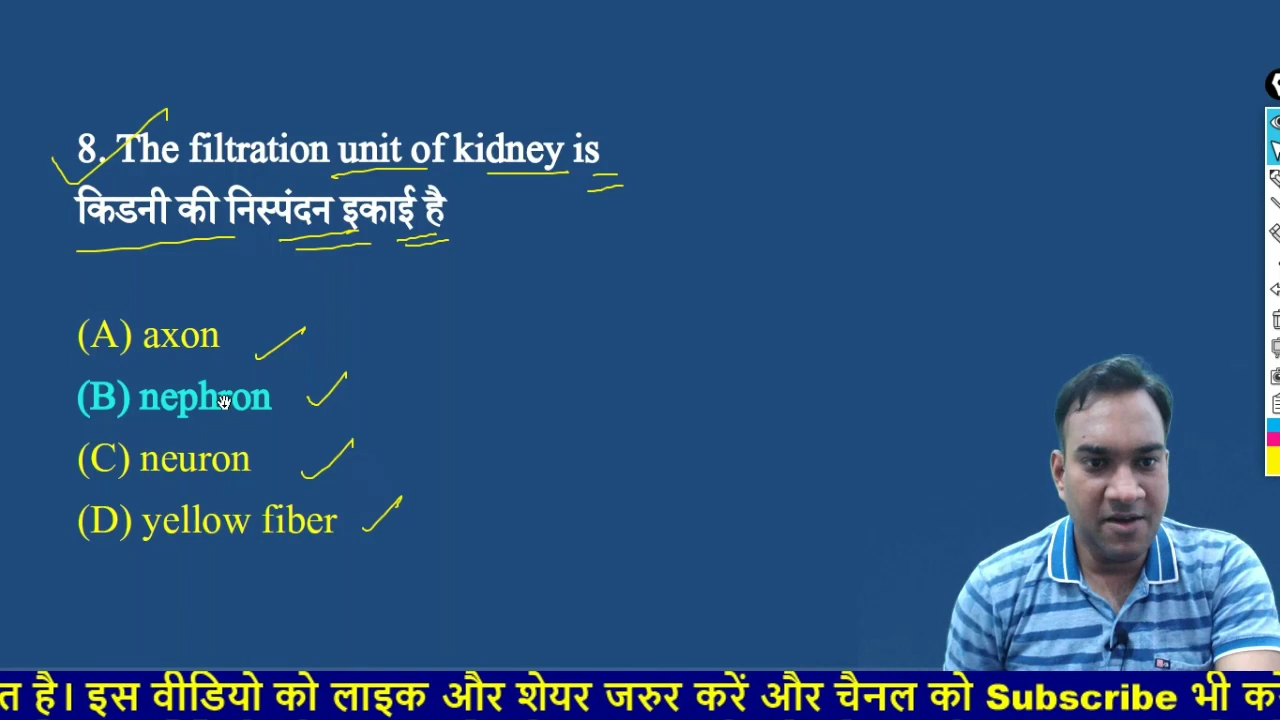 8. The filtration unit of kidney is
किडनी की निस्पंदन इकाई है
(A) axon
(B) nephron
(C) neuron
(D) yellow fiber
त है। इस वीडियो को लाइक और शेयर जरुर करें और चैनल को Subscribe भी क